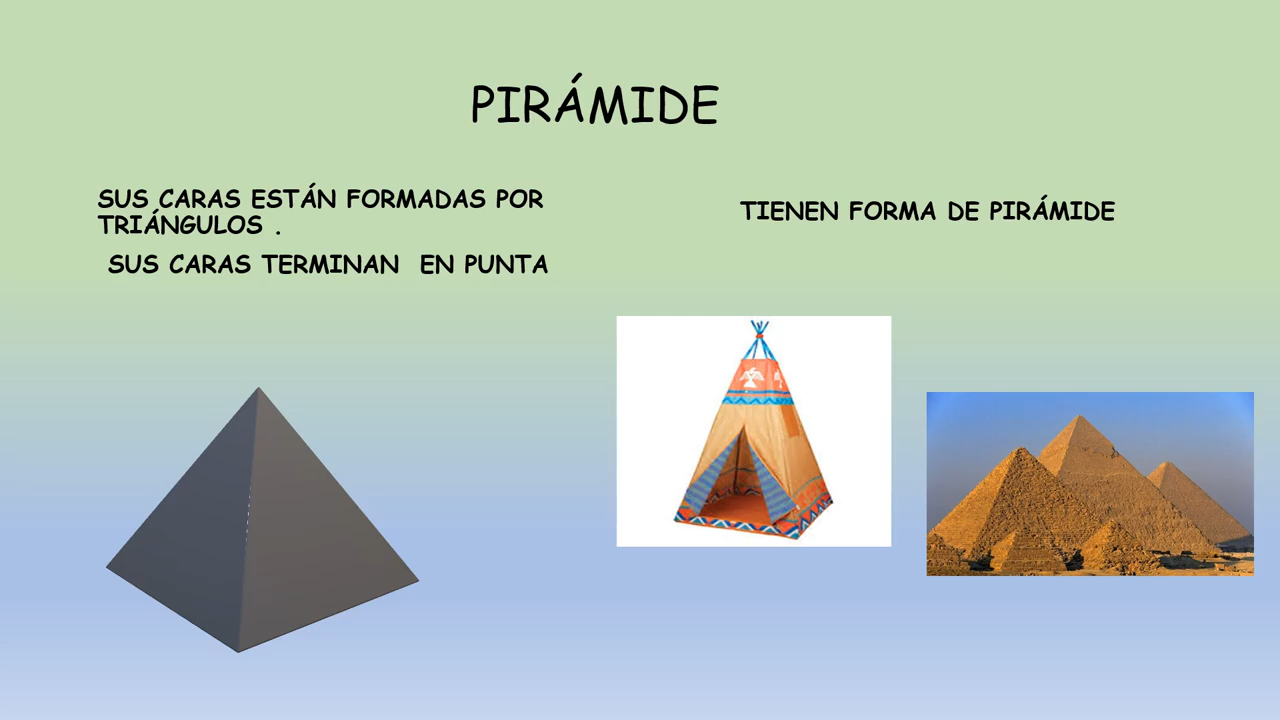 PIRÁMIDE
SUS CARAS ESTÁN FORMADAS POR
TRIÁNGULOS .
SUS CARAS TERMINAN  EN PUNTA
TIENEN FORMA DE PIRÁMIDE